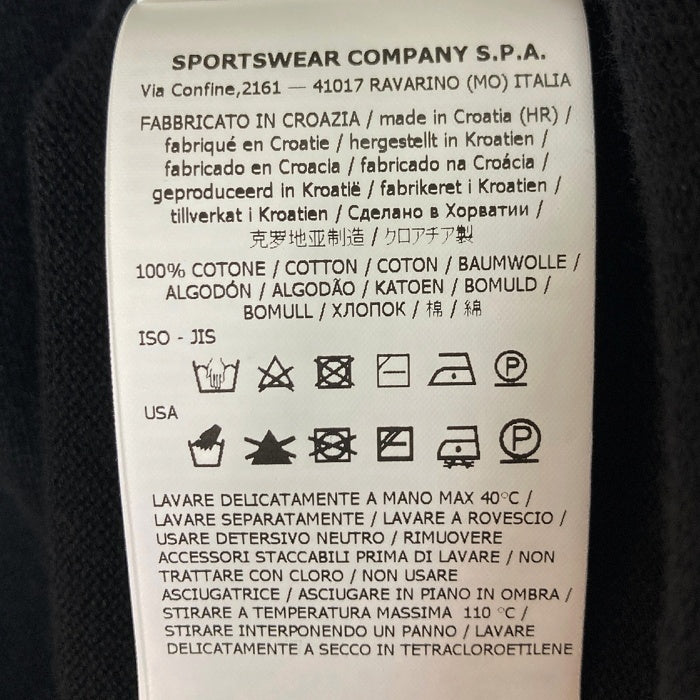 SPORTSWEAR COMPANY S.P.A.
Via Confine,2161 — 41017 RAVARINO (MO) ITALIA
FABBRICATO IN CROAZIA / made in Croatia (HR) /
fabriqué en Croatie / hergestellt in Kroatien /
fabricado en Croacia / fabricado na Croácia /
geproduceerd in Kroatië / fabrikeret i Kroatien /
tillverkat i Kroatien / Сделано в Хорватии /
克罗地亚制造 / クロアチア製
100% COTONE / COTTON / COTON / BAUMWOLLE /
ALGODÓN / ALGODÃO / KATOEN / BOMULD /
BOMULL / ХЛОПОК / 棉 / 綿
ISO - JIS
P
USA
P
LAVARE DELICATAMENTE A MANO MAX 40°C /
LAVARE SEPARATAMENTE / LAVARE A ROVESCIO /
USARE DETERSIVO NEUTRO / RIMUOVERE
ACCESSORI STACCABILI PRIMA DI LAVARE / NON
TRATTARE CON CLORO / NON USARE
ASCIUGATRICE / ASCIUGARE IN PIANO IN OMBRA /
STIRARE A TEMPERATURA MASSIMA 110 °C /
STIRARE INTERPONENDO UN PANNO / LAVARE
DELICATAMENTE A SECCO IN TETRACLOROETILENE